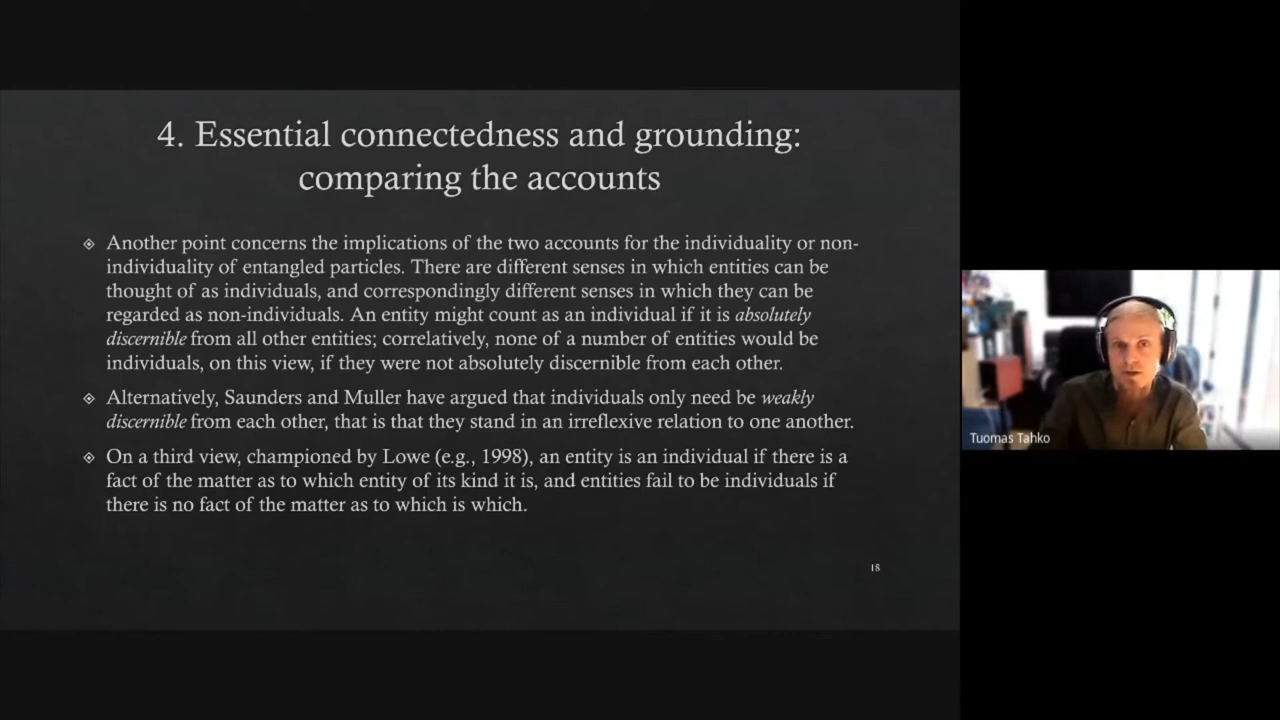 4. Essential connectedness and grounding:
comparing the accounts
Another point concerns the implications of the two accounts for the individuality or non-
individuality of entangled particles. There are different senses in which entities can be
thought of as individuals, and correspondingly different senses in which they can be
regarded as non-individuals. An entity might count as an individual if it is absolutely
discernible from all other entities; correlatively, none of a number of entities would be
individuals, on this view, if they were not absolutely discernible from each other.
Alternatively, Saunders and Muller have argued that individuals only need be weakly
discernible from each other, that is that they stand in an irreflexive relation to one another.
On a third view, championed by Lowe (e.g., 1998), an entity is an individual if there is a
fact of the matter as to which entity of its kind it is, and entities fail to be individuals if
there is no fact of the matter as to which is which.
18
Tuomas Tahko